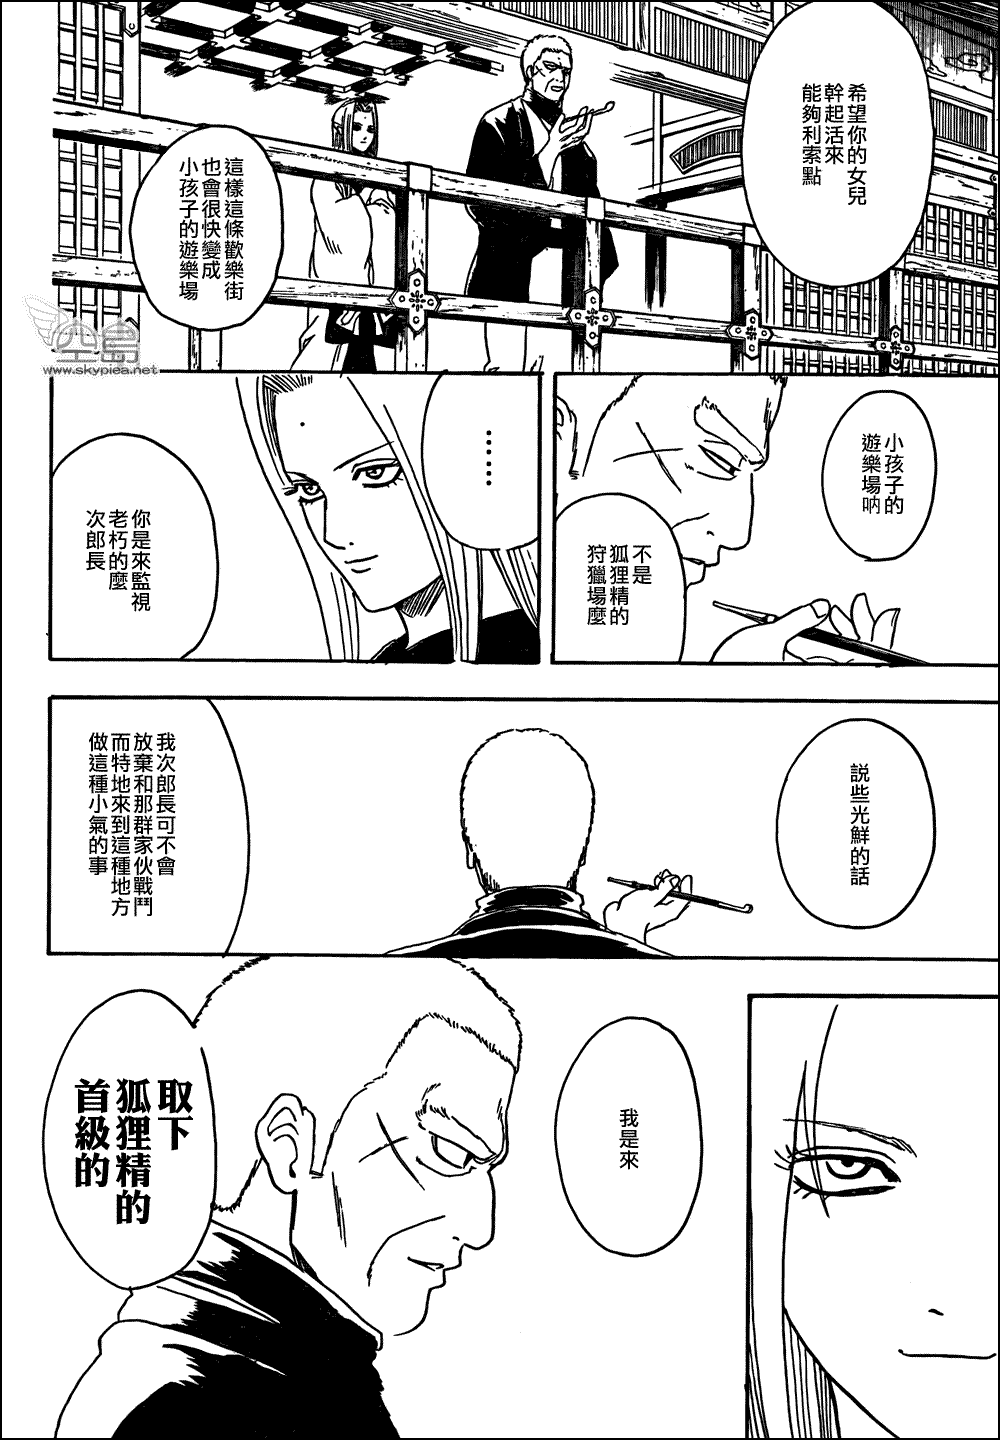 希望你的女兒
幹起活來
能夠利索點
這樣這條歡樂街
也會很快變成
小孩子的遊樂場
空島
www.skypiea.net
小孩子的
遊樂場吶
不是
狐狸精的
狩獵場麼
⋯⋯
你是來監視
老朽的麼
次郎長
説些光鮮的話
我次郎長可不會
放棄和那群家伙戰鬥
而特地來到這種地方
做這種小氣的事
我是來
取下
狐狸精的
首級的